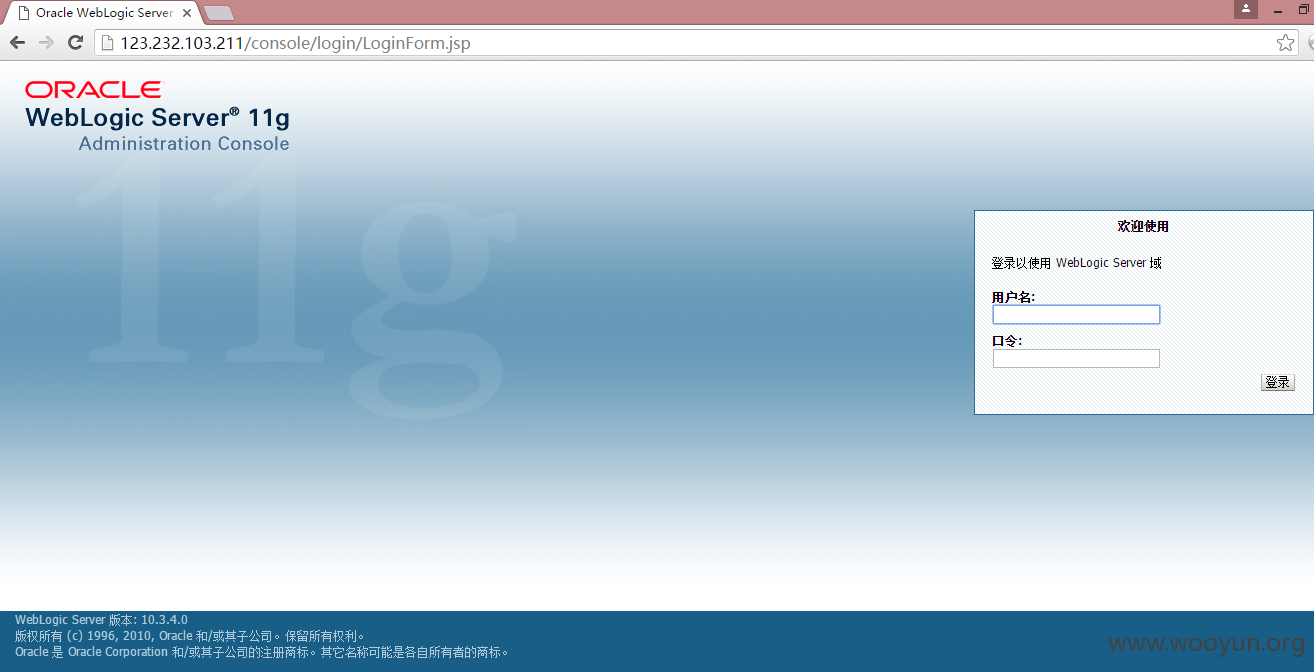 Oracle WebLogic Server
123.232.103.211/console/login/LoginForm.jsp
ORACLE
WebLogic Server® 11g
Administration Console
11g
欢迎使用
登录以使用 WebLogic Server 域
用户名:
口令:
登录
WebLogic Server 版本: 10.3.4.0
版权所有 (c) 1996, 2010, Oracle 和/或其子公司。保留所有权利。
Oracle 是 Oracle Corporation 和/或其子公司的注册商标。其它名称可能是各自所有者的商标。
www.wooyun.org